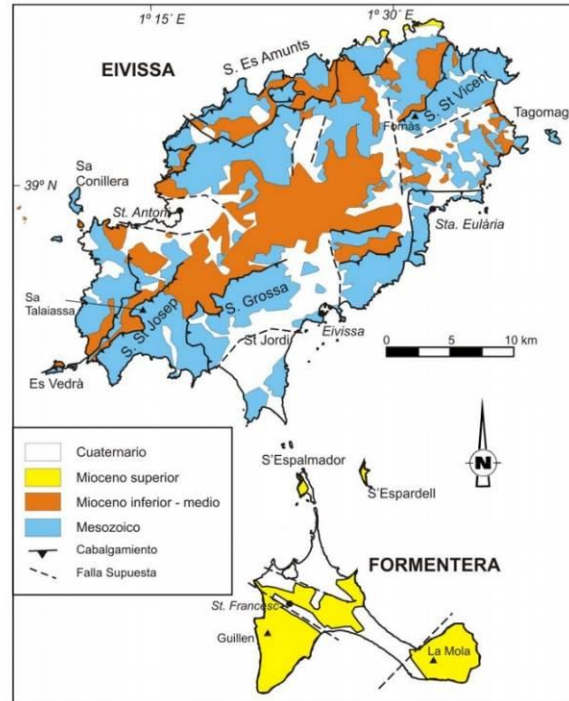 1º 15´ E
1º 30´ E
EIVISSA
S. Es Amunts
S. St Vicent
Fornàs
Tagomag
Sa
Conillera
39º N
St. Antoni
Sta. Eulària
Sa
Talaiassa
S. St Josep
S. Grossa
St Jordi
Eivissa
Es Vedrà
0 5 10 km
Cuaternario
Mioceno superior
Mioceno inferior - medio
Mesozoico
Cabalgamiento
Falla Supuesta
N
S'Espalmador
S'Espardell
FORMENTERA
St. Francesc
Guillen
La Mola